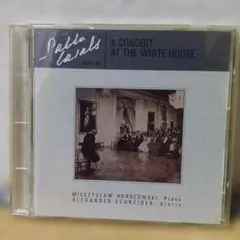 Pablo Casals
A CONCERT
AT THE WHITE HOUSE
MIECZYSLAW HORSZOWSKI, Piano
ALEXANDER SCHNEIDER, Violin